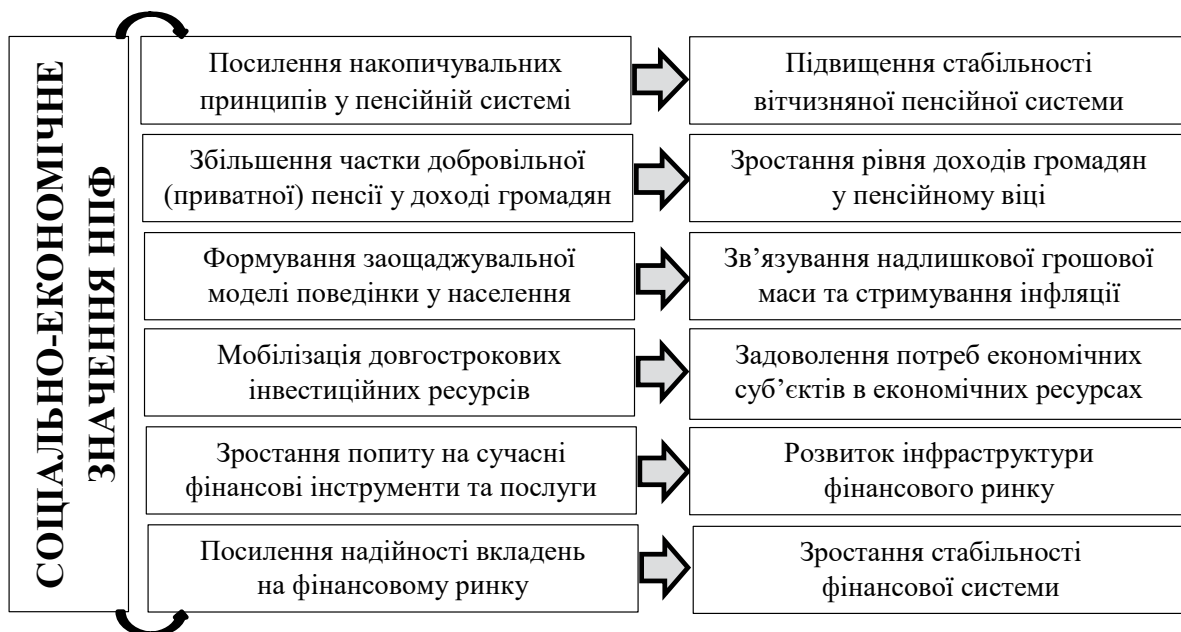 СОЦІАЛЬНО-ЕКОНОМІЧНЕ
ЗНАЧЕННЯ НПФ
Посилення накопичувальних
принципів у пенсійній системі
Підвищення стабільності
вітчизняної пенсійної системи
Збільшення частки добровільної
(приватної) пенсії у доході громадян
Зростання рівня доходів громадян
у пенсійному віці
Формування заощаджувальної
моделі поведінки у населення
Зв’язування надлишкової грошової
маси та стримування інфляції
Мобілізація довгострокових
інвестиційних ресурсів
Задоволення потреб економічних
суб’єктів в економічних ресурсах
Зростання попиту на сучасні
фінансові інструменти та послуги
Розвиток інфраструктури
фінансового ринку
Посилення надійності вкладень
на фінансовому ринку
Зростання стабільності
фінансової системи